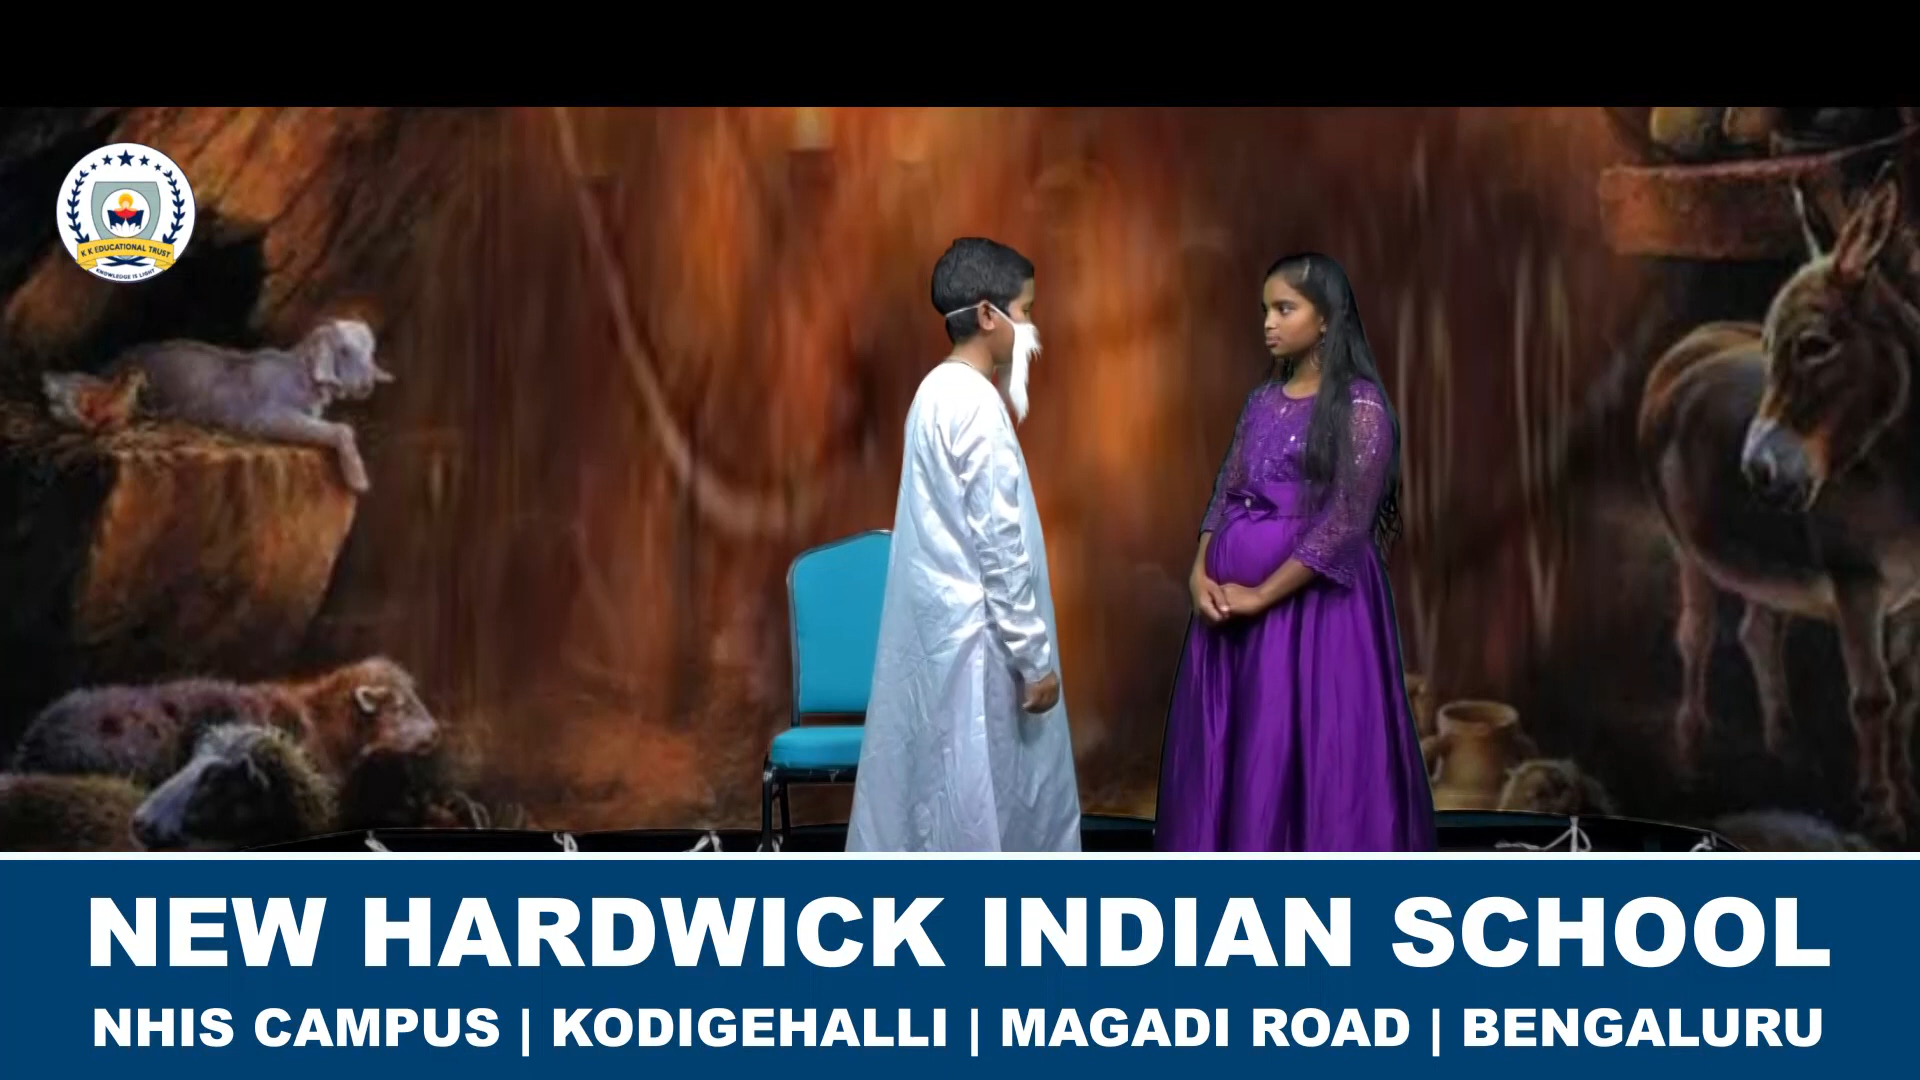 K K EDUCATIONAL TRUST
KNOWLEDGE IS LIGHT
NEW HARDWICK INDIAN SCHOOL
NHIS CAMPUS | KODIGEHALLI | MAGADI ROAD | BENGALURU